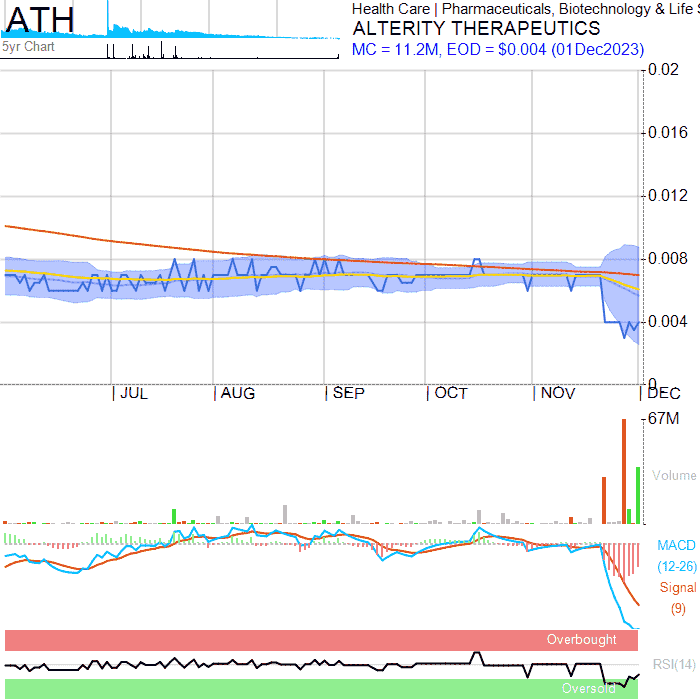 ATH
5yr Chart
Health Care | Pharmaceuticals, Biotechnology & Life S
ALTERITY THERAPEUTICS
MC = 11.2M, EOD = $0.004 (01Dec2023)
0.02
0.016
0.012
0.008
0.004
0
JUL AUG SEP OCT NOV DEC
67M
Volume
MACD
(12-26)
Signal
(9)
Overbought
RSI(14)
Oversold